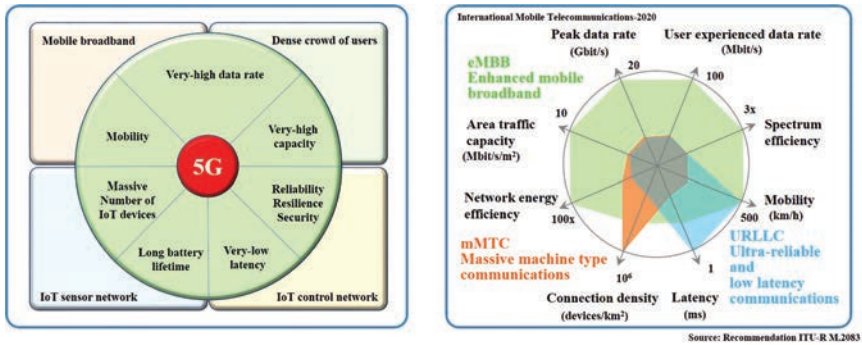 Mobile broadband
Dense crowd of users
Very-high data rate
Mobility
Very-high
capacity
5G
Massive
Number of
IoT devices
Reliability
Resilience
Security
Long battery
lifetime
Very-low
latency
IoT sensor network
IoT control network
International Mobile Telecommunications-2020
Peak data rate
(Gbit/s)
User experienced data rate
(Mbit/s)
eMBB
Enhanced mobile
broadband
20
100
10
3x
Area traffic
capacity
(Mbit/s/m²)
Spectrum
efficiency
Network energy
efficiency
100x
Mobility
(km/h)
500
mMTC
Massive machine type
communications
URLLC
Ultra-reliable
and
low latency
communications
10⁶
1
Connection density
(devices/km²)
Latency
(ms)
Source: Recommendation ITU-R M.2083